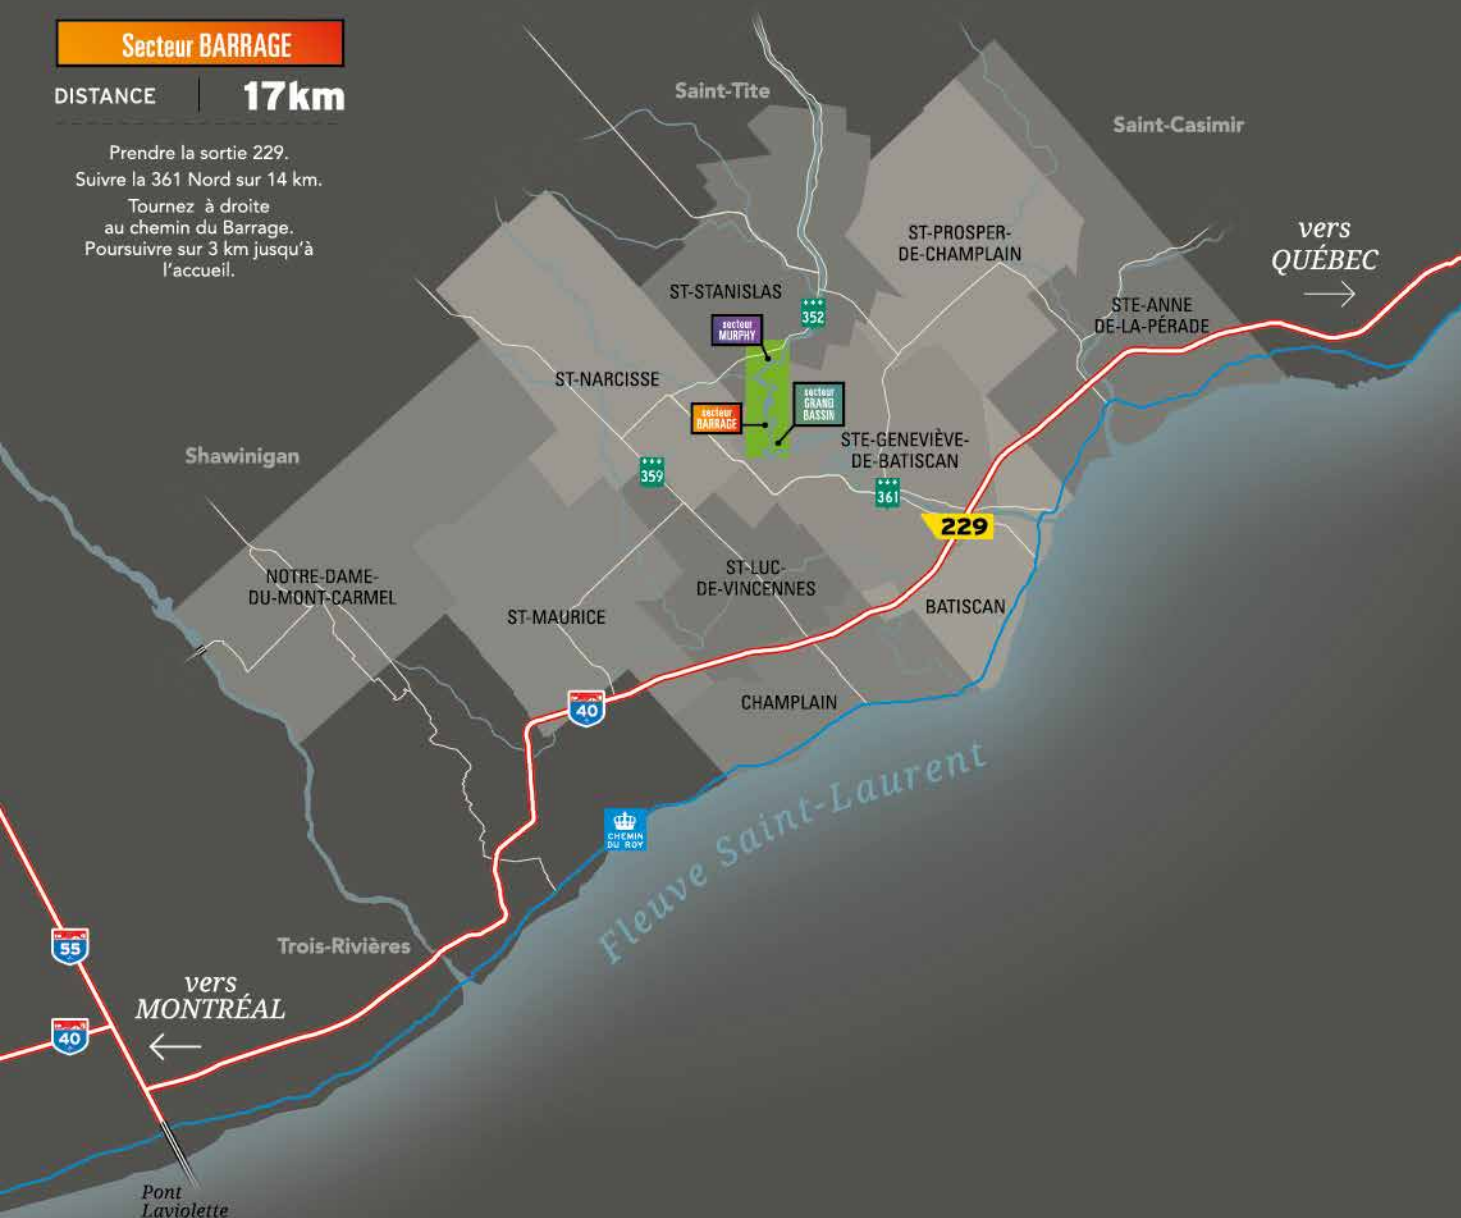 Secteur BARRAGE
DISTANCE 17km
Prendre la sortie 229.
Suivre la 361 Nord sur 14 km.
Tournez à droite
au chemin du Barrage.
Poursuivre sur 3 km jusqu'à
l'accueil.
Saint-Tite
Saint-Casimir
ST-PROSPER-
DE-CHAMPLAIN
vers
QUÉBEC
ST-STANISLAS
352
STE-ANNE
DE-LA-PÉRADE
secteur
MURPHY
ST-NARCISSE
secteur
GRAND
BASSIN
secteur
BARRAGE
STE-GENEVIÈVE-
DE-BATISCAN
Shawinigan
359
361
229
NOTRE-DAME-
DU-MONT-CARMEL
ST-LUC-
DE-VINCENNES
ST-MAURICE
BATISCAN
40
CHAMPLAIN
Fleuve Saint-Laurent
CHEMIN
DU ROY
55
Trois-Rivières
vers
MONTRÉAL
40
Pont
Laviolette